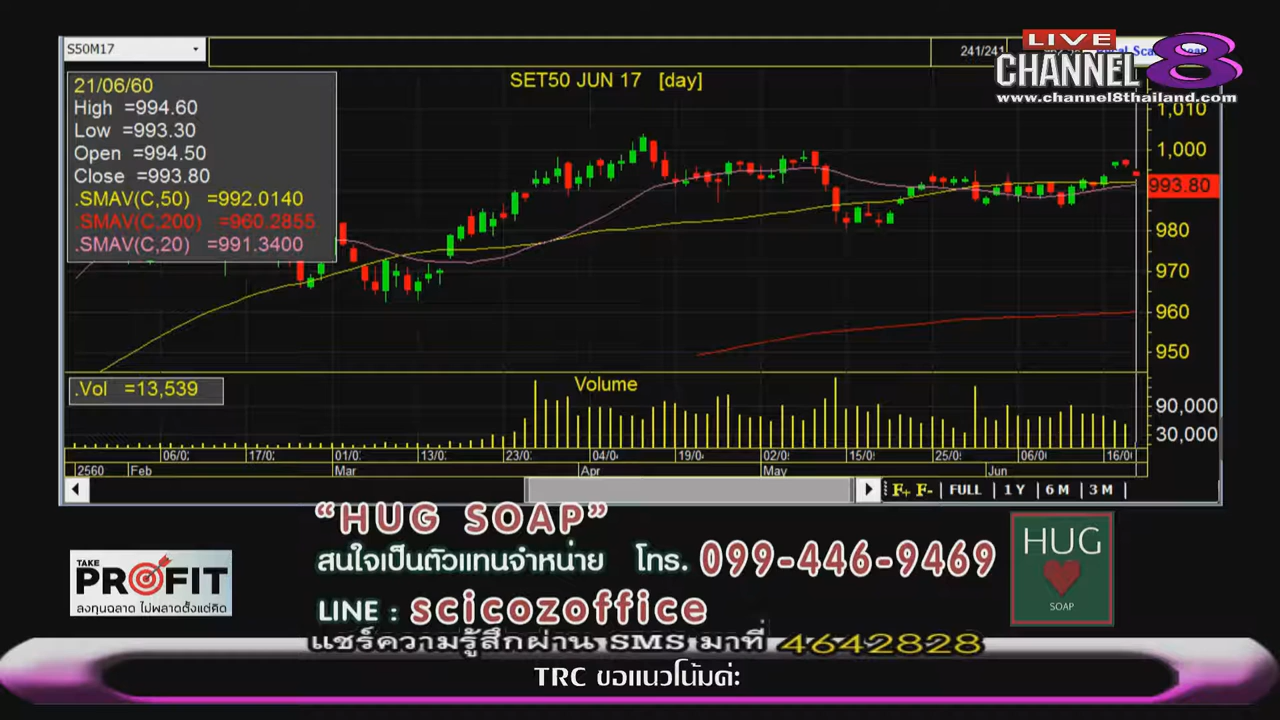 S50M17
241/241
LIVE
CHANNEL 8
www.channel8thailand.com
SET50 JUN 17 [day]
21/06/60
High =994.60
Low =993.30
Open =994.50
Close =993.80
.SMAV(C,50) =992.0140
.SMAV(C,200) =960.2855
.SMAV(C,20) =991.3400
1,010
1,000
993.80
980
970
960
950
.Vol =13,539
Volume
90,000
30,000
06/0: 17/0: 01/0: 13/0: 23/0: 04/0 19/0: 02/0: 15/0: 25/0: 06/0: 16/0
2560 Feb Mar Apr May Jun
F+ F- FULL 1 Y 6 M 3 M
“HUG SOAP”
สนใจเป็นตัวแทนจำหน่าย โทร. 099-446-9469
LINE : scicozoffice
TAKE
PROFIT
ลงทุนฉลาด ไม่พลาดตั้งแต่คิด
HUG
SOAP
แชร์ความรู้สึกผ่าน SMS มาที่ 4642828
TRC ขอแนวโน้มค่ะ